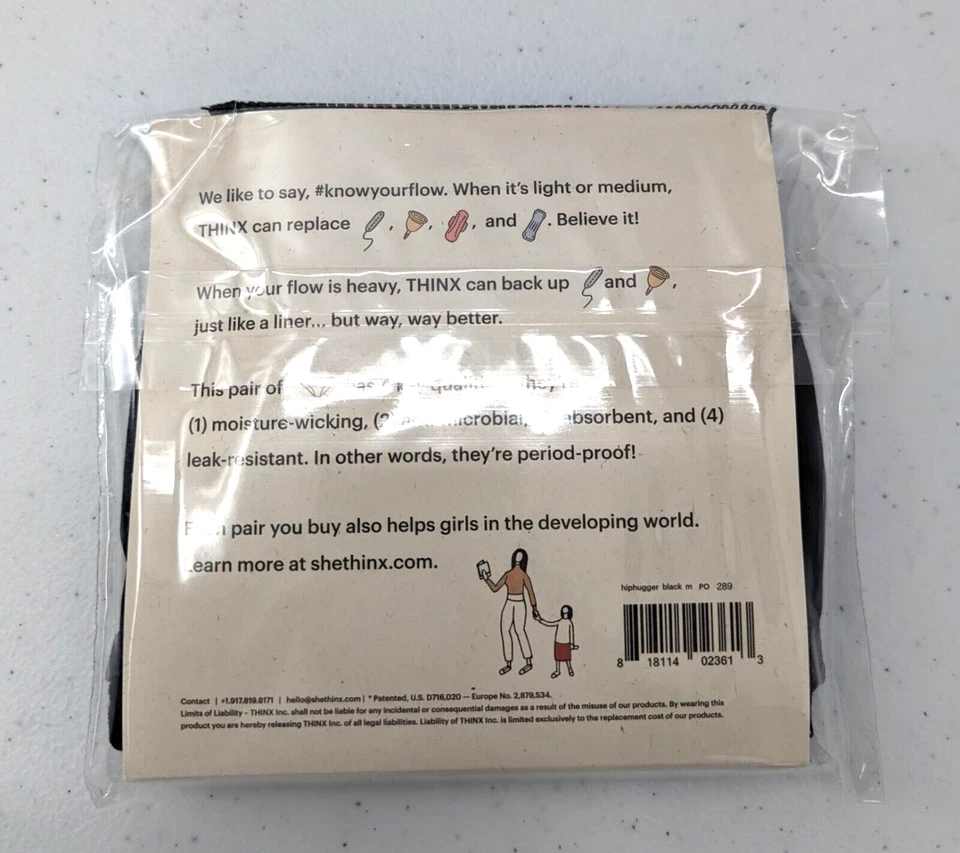 We like to say, #knowyourflow. When it's light or medium,
THINX can replace , , , and . Believe it!
When your flow is heavy, THINX can back up and ,
just like a liner... but way, way better.
This pair of has
(1) moisture-wicking, (2) absorbent, and (4)
leak-resistant. In other words, they're period-proof!
pair you buy also helps girls in the developing world.
Learn more at shethinx.com.
hiphugger black m PO 289
8 18114 02361 3
Contact | +1.917.819.8171 | hello@shethinx.com | * Patented, U.S. D716,020 — Europe No. 2,879,534.
Limits of Liability - THINX Inc. shall not be liable for any incidental or consequential damages as a result of the misuse of our products. By wearing this
product you are hereby releasing THINX Inc. of all legal liabilities. Liability of THINX Inc. is limited exclusively to the replacement cost of our products.